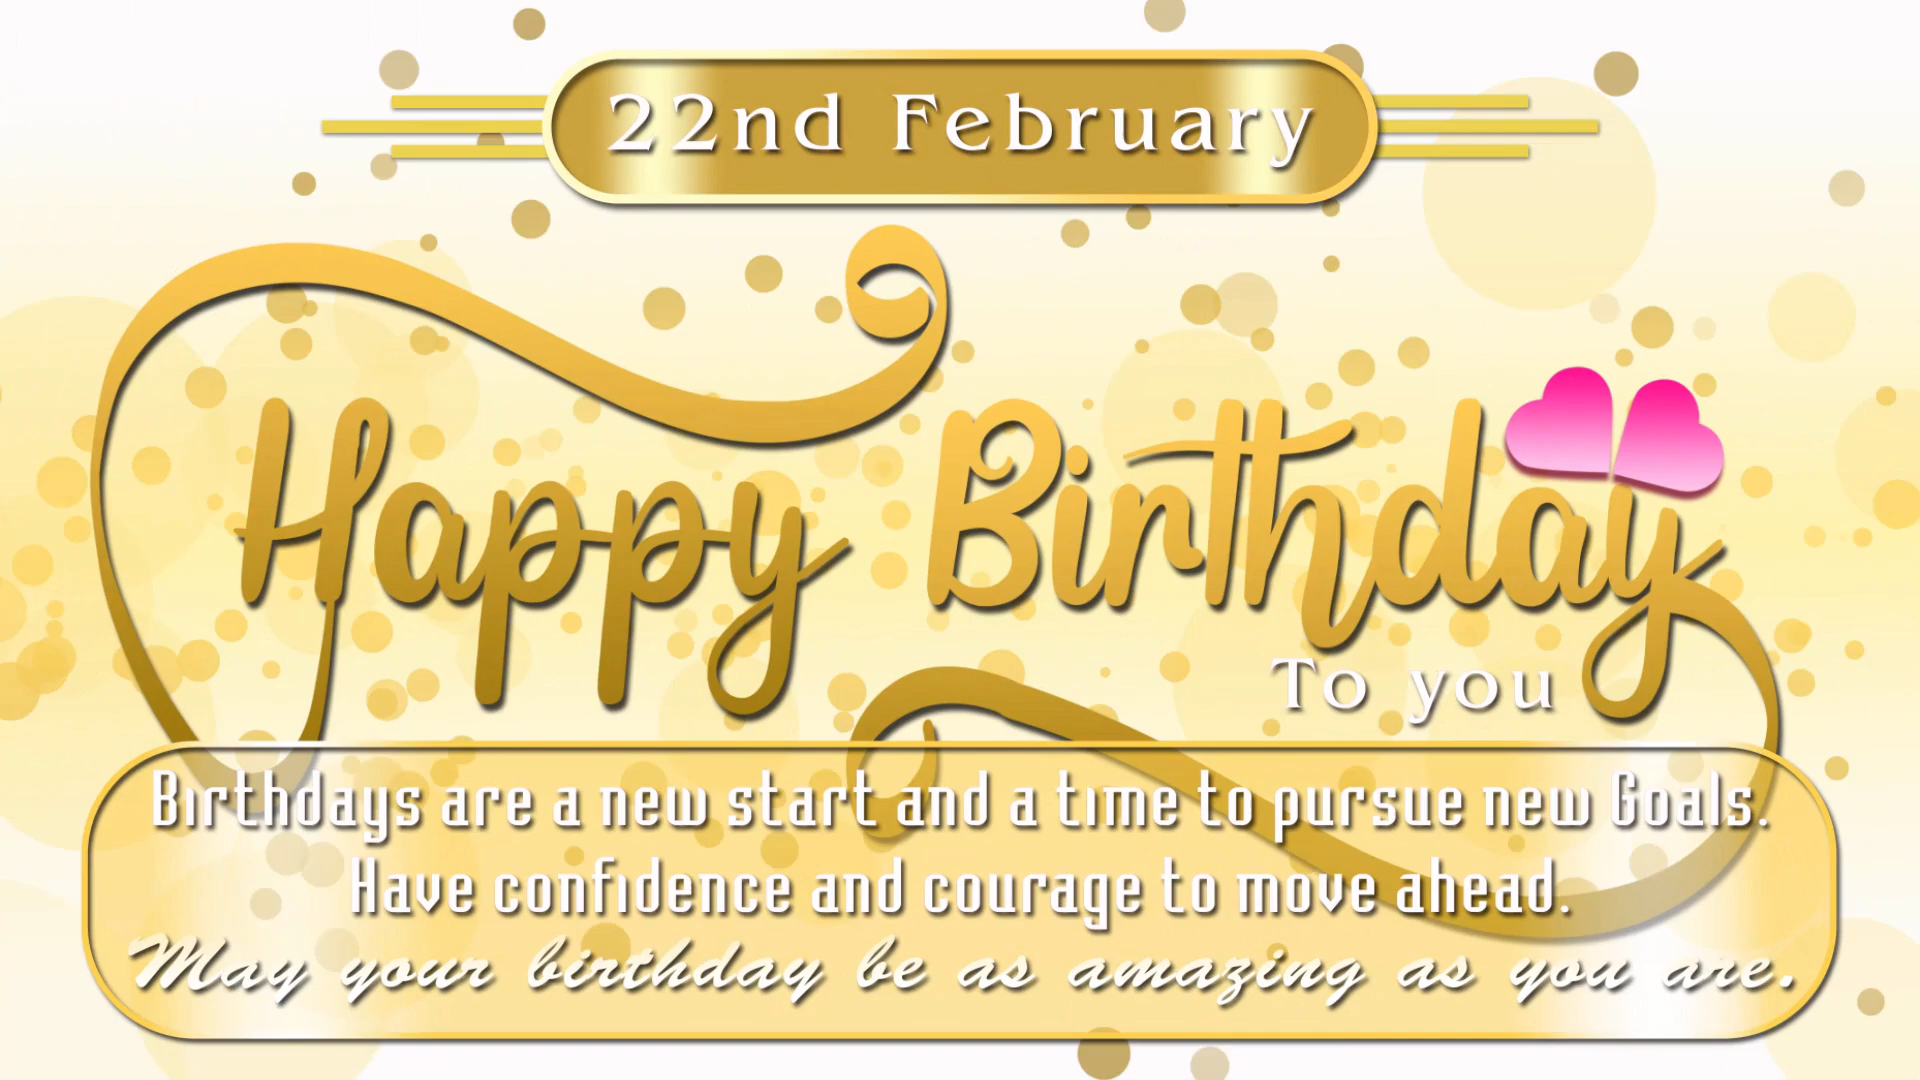 22nd February
Happy Birthday
To you
Birthdays are a new start and a time to pursue new Goals.
Have confidence and courage to move ahead.
May your birthday be as amazing as you are.